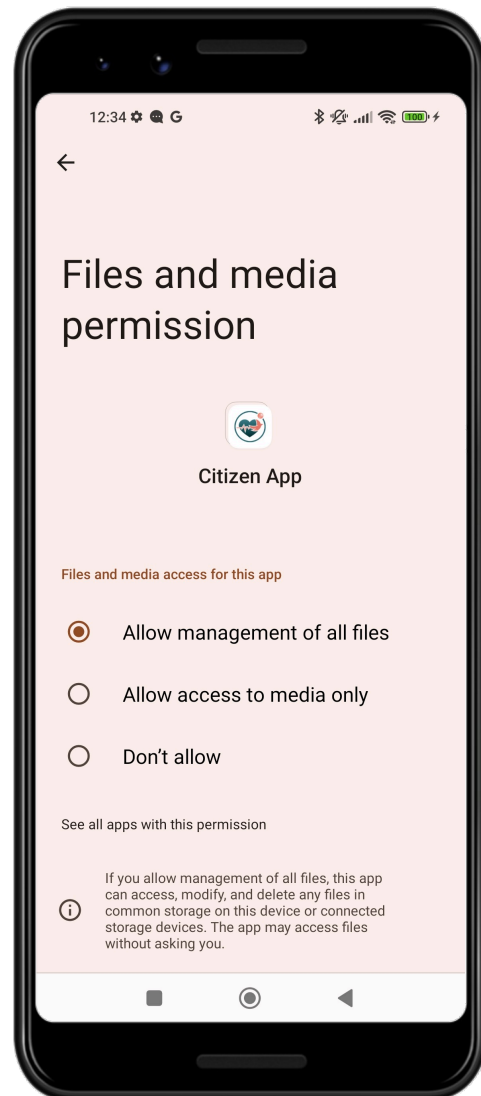 12:34 G 100
Files and media
permission
Citizen App
Files and media access for this app
Allow management of all files
Allow access to media only
Don’t allow
See all apps with this permission
If you allow management of all files, this app
can access, modify, and delete any files in
common storage on this device or connected
storage devices. The app may access files
without asking you.